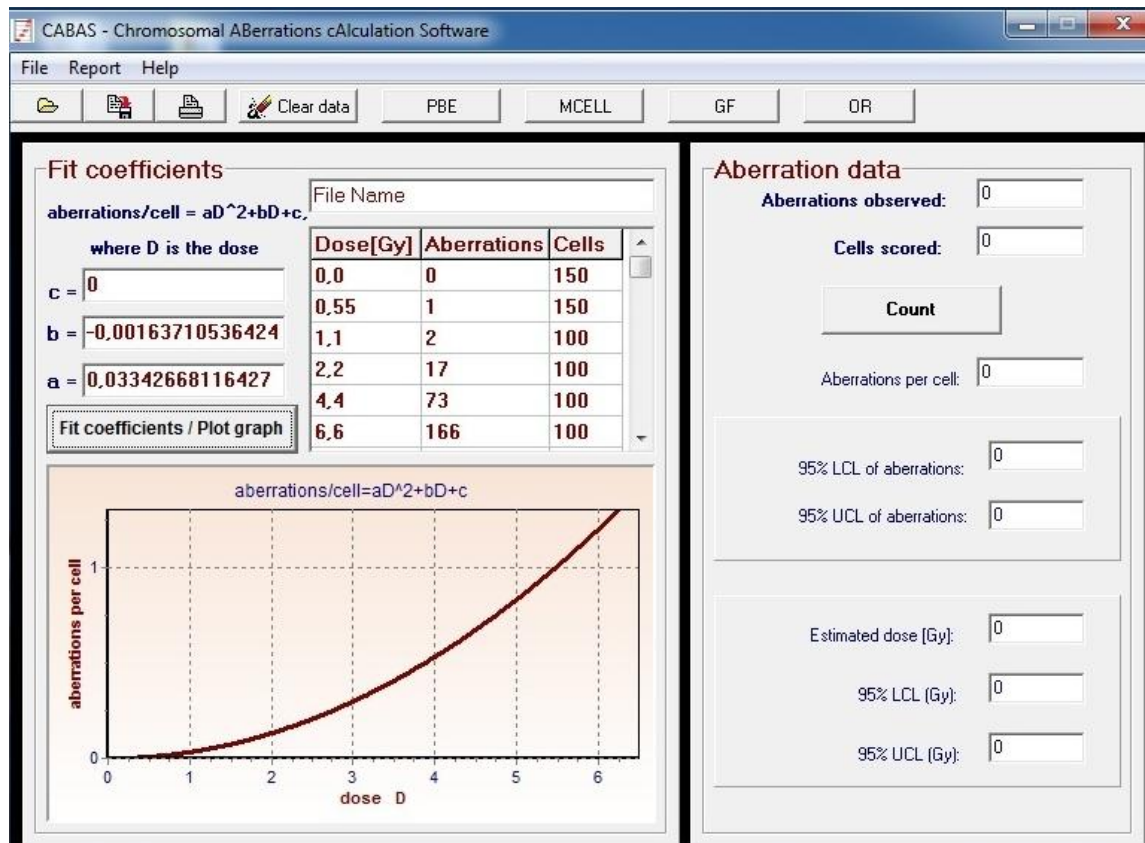 CABAS - Chromosomal ABerrations cAlculation Software
File Report Help
Clear data PBE MCELL GF OR
Fit coefficients
File Name
aberrations/cell = aD^2+bD+c,
where D is the dose
c = 0
b = -0,00163710536424
a = 0,03342668116427
Fit coefficients / Plot graph
Dose[Gy] Aberrations Cells
0,0 0 150
0,55 1 150
1,1 2 100
2,2 17 100
4,4 73 100
6,6 166 100
aberrations/cell=aD^2+bD+c
aberrations per cell
1
0
0 1 2 3 4 5 6
dose D
Aberration data
Aberrations observed: 0
Cells scored: 0
Count
Aberrations per cell: 0
95% LCL of aberrations: 0
95% UCL of aberrations: 0
Estimated dose [Gy]: 0
95% LCL (Gy): 0
95% UCL (Gy): 0